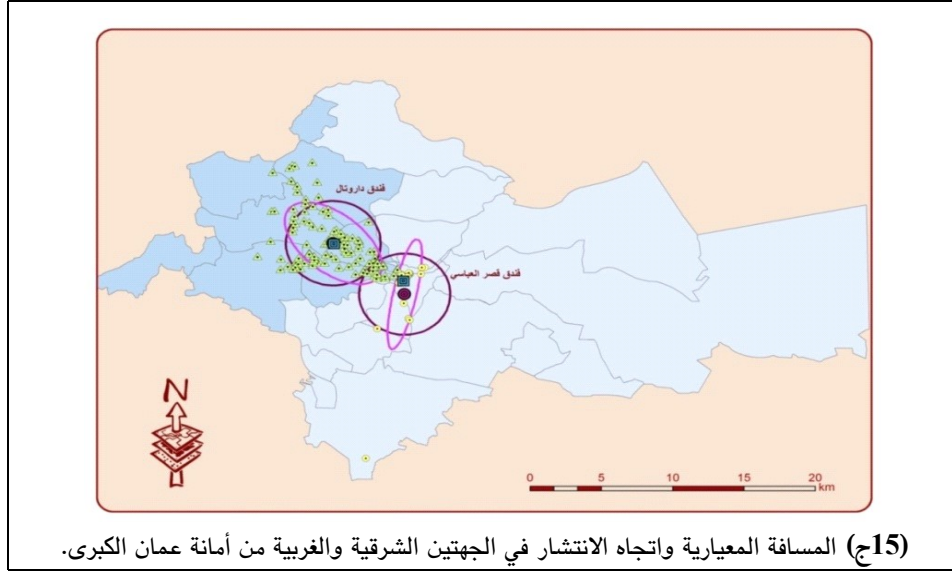 فندق داروتال
فندق قصر العباسي
N
0 5 10 15 20
km
(15ج) المسافة المعيارية واتجاه الانتشار في الجهتين الشرقية والغربية من أمانة عمان الكبرى.